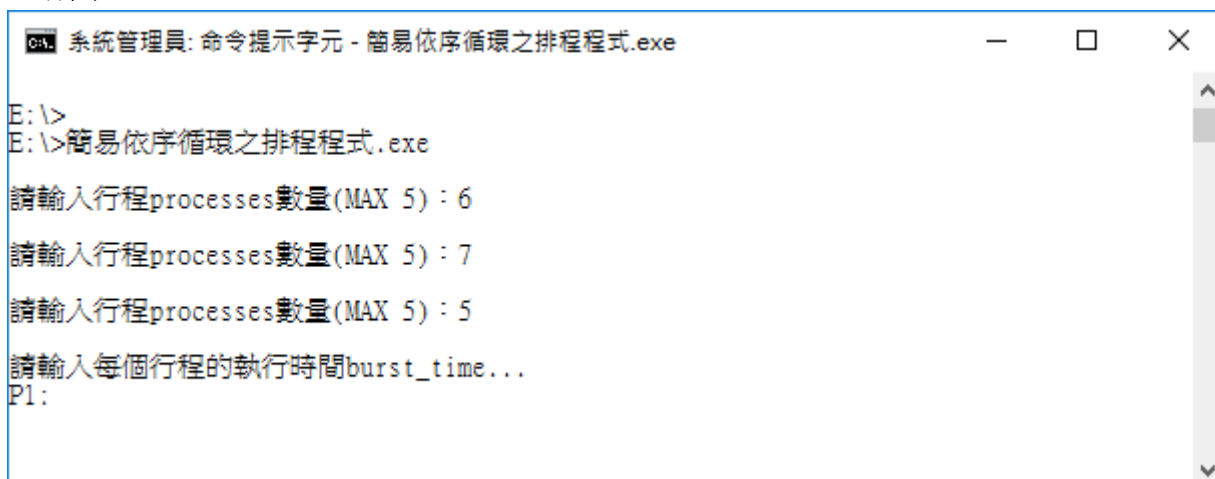 系統管理員: 命令提示字元 - 簡易依序循環之排程程式.exe
E:\>
E:\>簡易依序循環之排程程式.exe
請輸入行程processes數量(MAX 5)：6
請輸入行程processes數量(MAX 5)：7
請輸入行程processes數量(MAX 5)：5
請輸入每個行程的執行時間burst_time...
P1: